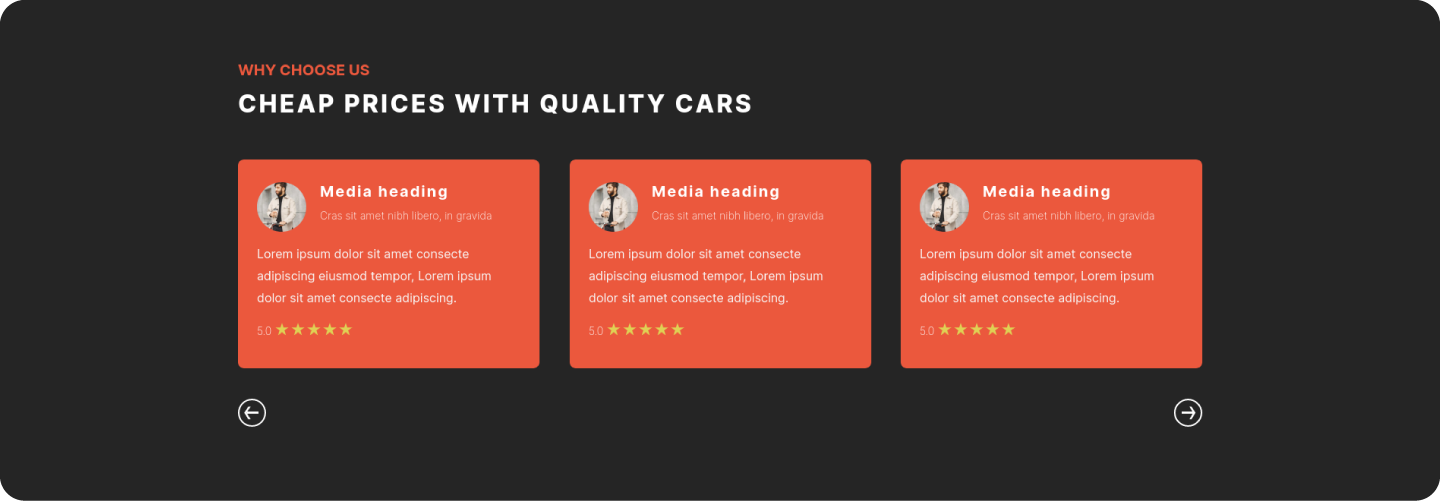 WHY CHOOSE US
CHEAP PRICES WITH QUALITY CARS
Media heading
Cras sit amet nibh libero, in gravida
Lorem ipsum dolor sit amet consecte
adipiscing eiusmod tempor, Lorem ipsum
dolor sit amet consecte adipiscing.
5.0 ★★★★★
Media heading
Cras sit amet nibh libero, in gravida
Lorem ipsum dolor sit amet consecte
adipiscing eiusmod tempor, Lorem ipsum
dolor sit amet consecte adipiscing.
5.0 ★★★★★
Media heading
Cras sit amet nibh libero, in gravida
Lorem ipsum dolor sit amet consecte
adipiscing eiusmod tempor, Lorem ipsum
dolor sit amet consecte adipiscing.
5.0 ★★★★★